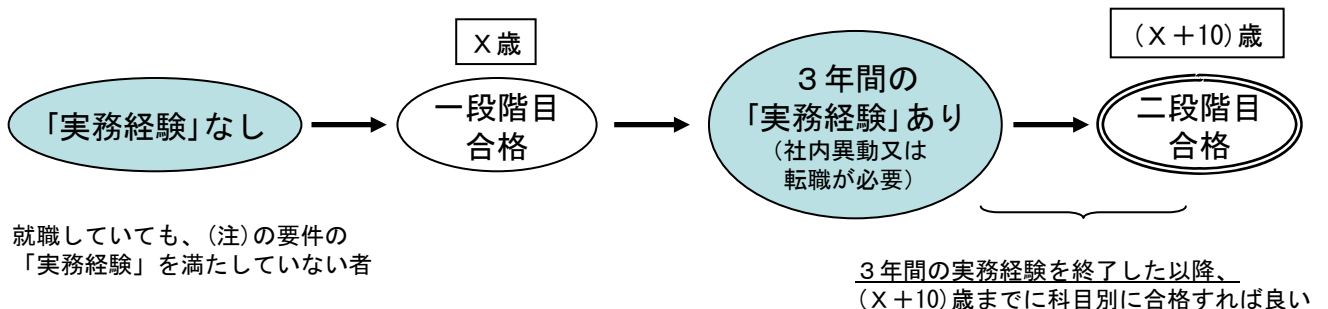 X歳
(X+10)歳
「実務経験」なし
一段階目
合格
3年間の
「実務経験」あり
(社内異動又は
転職が必要)
二段階目
合格
就職していても、(注)の要件の
「実務経験」を満たしていない者
3年間の実務経験を終了した以降、
(X+10)歳までに科目別に合格すれば良い